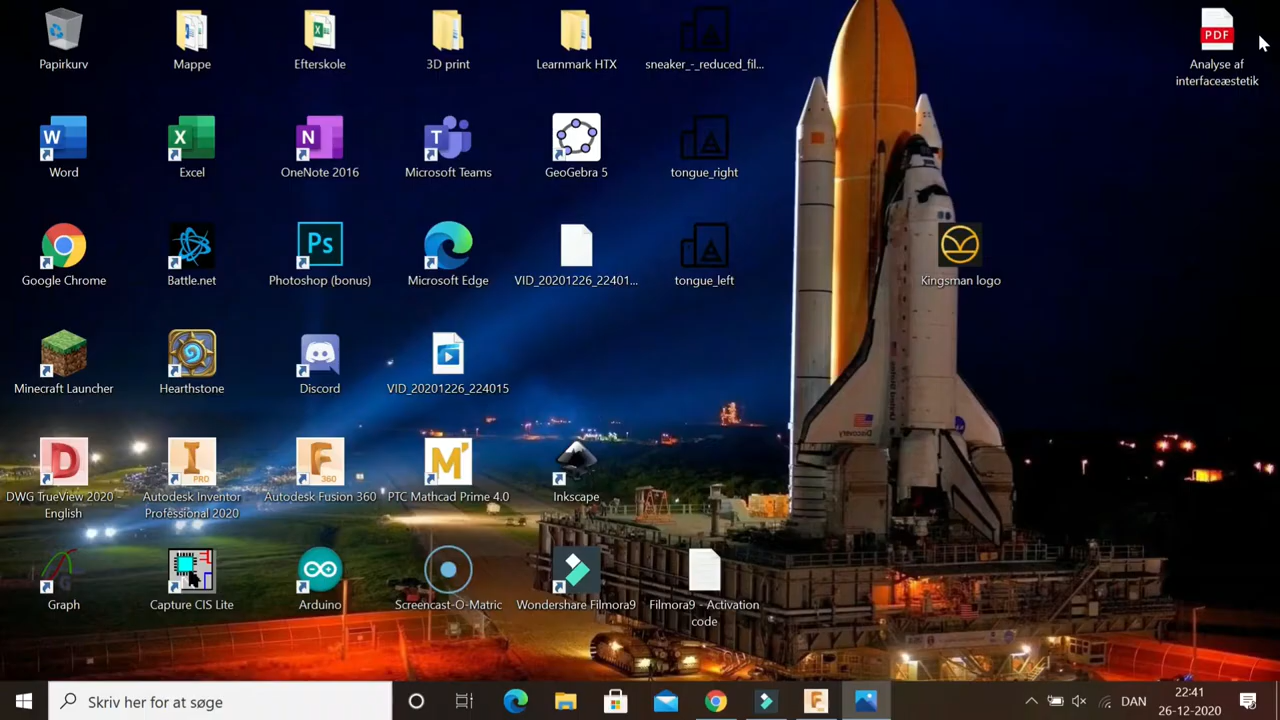 Papirkurv
Mappe
Efterskole
3D print
Learnmark HTX
sneaker_-_reduced_fil...
PDF
Analyse af
interfaceæstetik
W
X
N
T
Word
Excel
OneNote 2016
Microsoft Teams
GeoGebra 5
tongue_right
Ps
Google Chrome
Battle.net
Photoshop (bonus)
Microsoft Edge
VID_20201226_22401...
tongue_left
Kingsman logo
Minecraft Launcher
Hearthstone
Discord
VID_20201226_224015
Discovery
D
I
PRO
F
360
M'
DWG TrueView 2020 -
English
Autodesk Inventor
Professional 2020
Autodesk Fusion 360
PTC Mathcad Prime 4.0
Inkscape
Graph
Capture CIS Lite
Arduino
Screencast-O-Matic
Wondershare Filmora9
Filmora9 - Activation
code
Skriv her for at søge
F
DAN
22:41
26-12-2020